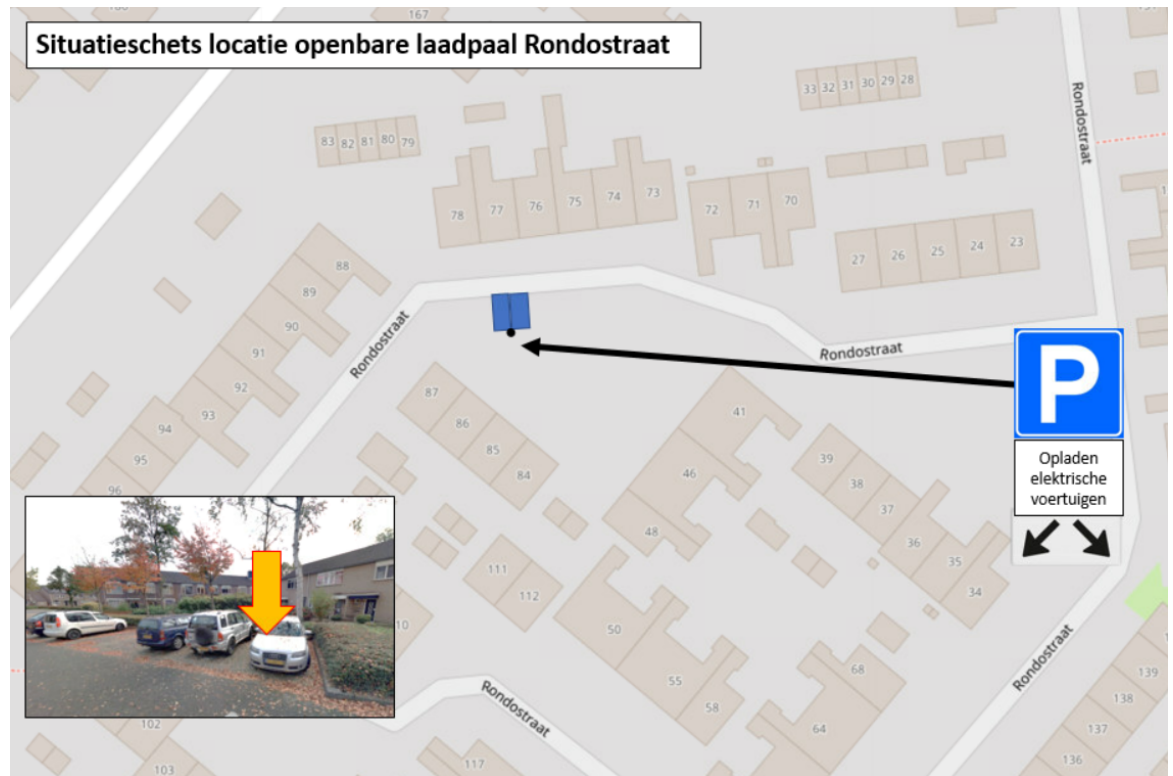 Situatieschets locatie openbare laadpaal Rondostraat
167
33 32 31 30 29 28
83 82 81 80 79
78 77 76 75 74 73
72 71 70
27 26 25 24 23
88
89
90
91
92
93
94
95
96
Rondostraat
Rondostraat
Rondostraat
Rondostraat
Rondostraat
P
Opladen
elektrische
voertuigen
87
86
85
84
41
46
48
39
38
37
36
35
34
111
112
50
55
58
68
64
102
103
117
139
138
137
136